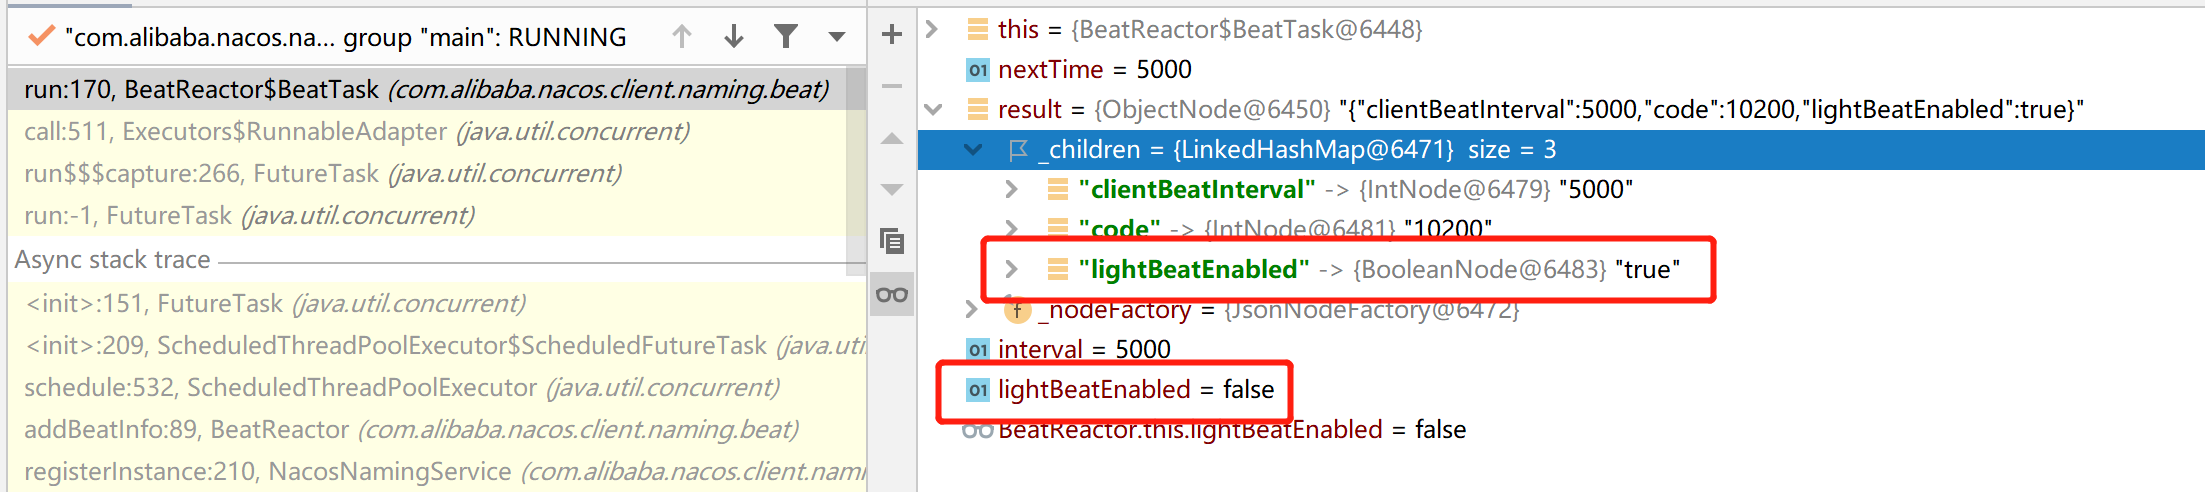 "com.alibaba.nacos.na... group "main": RUNNING
run:170, BeatReactor$BeatTask (com.alibaba.nacos.client.naming.beat)
call:511, Executors$RunnableAdapter (java.util.concurrent)
run$$$capture:266, FutureTask (java.util.concurrent)
run:-1, FutureTask (java.util.concurrent)
Async stack trace
<init>:151, FutureTask (java.util.concurrent)
<init>:209, ScheduledThreadPoolExecutor$ScheduledFutureTask (java.uti
schedule:532, ScheduledThreadPoolExecutor (java.util.concurrent)
addBeatInfo:89, BeatReactor (com.alibaba.nacos.client.naming.beat)
registerInstance:210, NacosNamingService (com.alibaba.nacos.client.nami
this = {BeatReactor$BeatTask@6448}
01 nextTime = 5000
result = {ObjectNode@6450} "{"clientBeatInterval":5000,"code":10200,"lightBeatEnabled":true}"
_children = {LinkedHashMap@6471} size = 3
"clientBeatInterval" -> {IntNode@6479} "5000"
"code" -> {IntNode@6481} "10200"
"lightBeatEnabled" -> {BooleanNode@6483} "true"
f _nodeFactory = {JsonNodeFactory@6472}
01 interval = 5000
01 lightBeatEnabled = false
BeatReactor.this.lightBeatEnabled = false